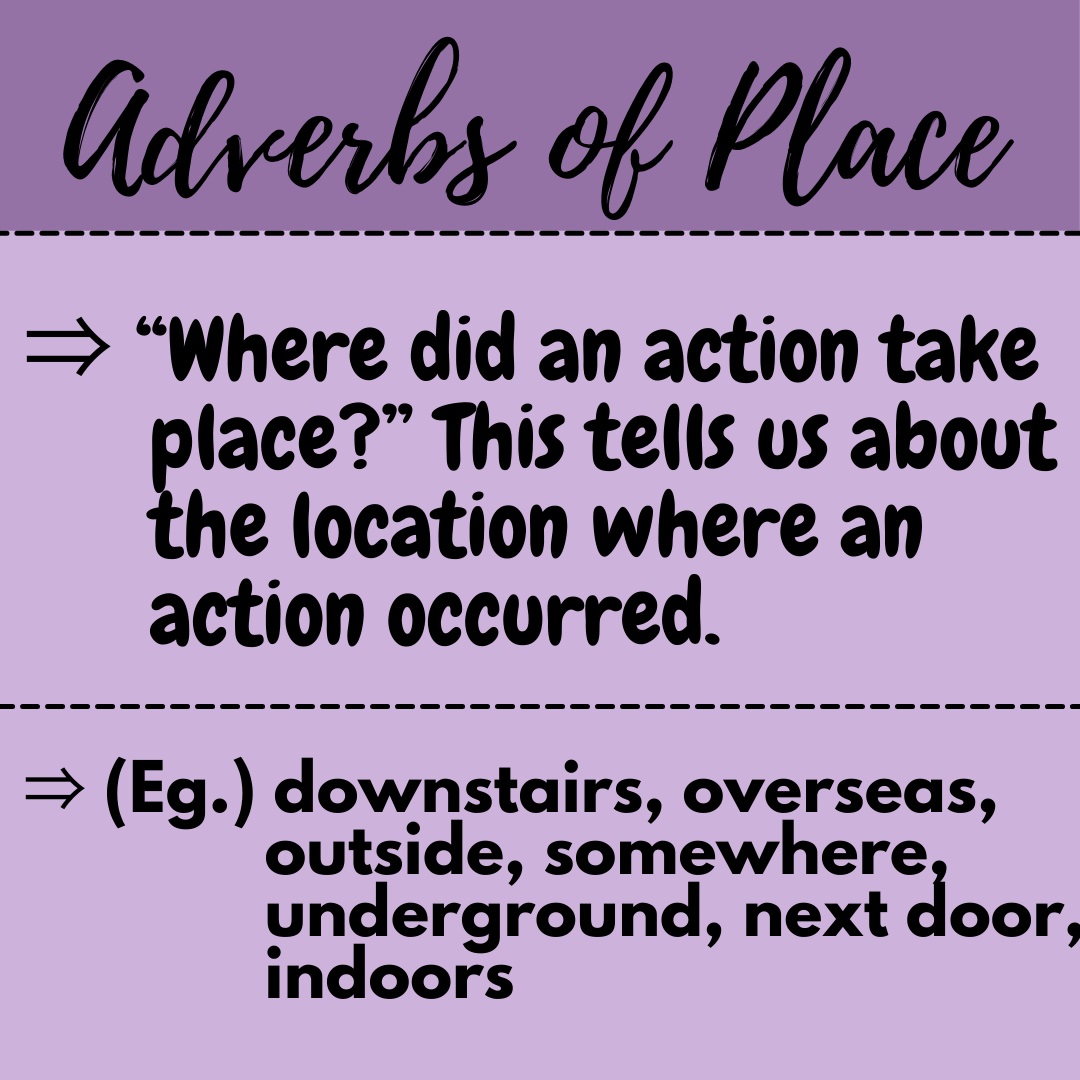 Adverbs of Place
⇒ “Where did an action take
place?” This tells us about
the location where an
action occurred.
⇒ (Eg.) downstairs, overseas,
outside, somewhere,
underground, next door,
indoors